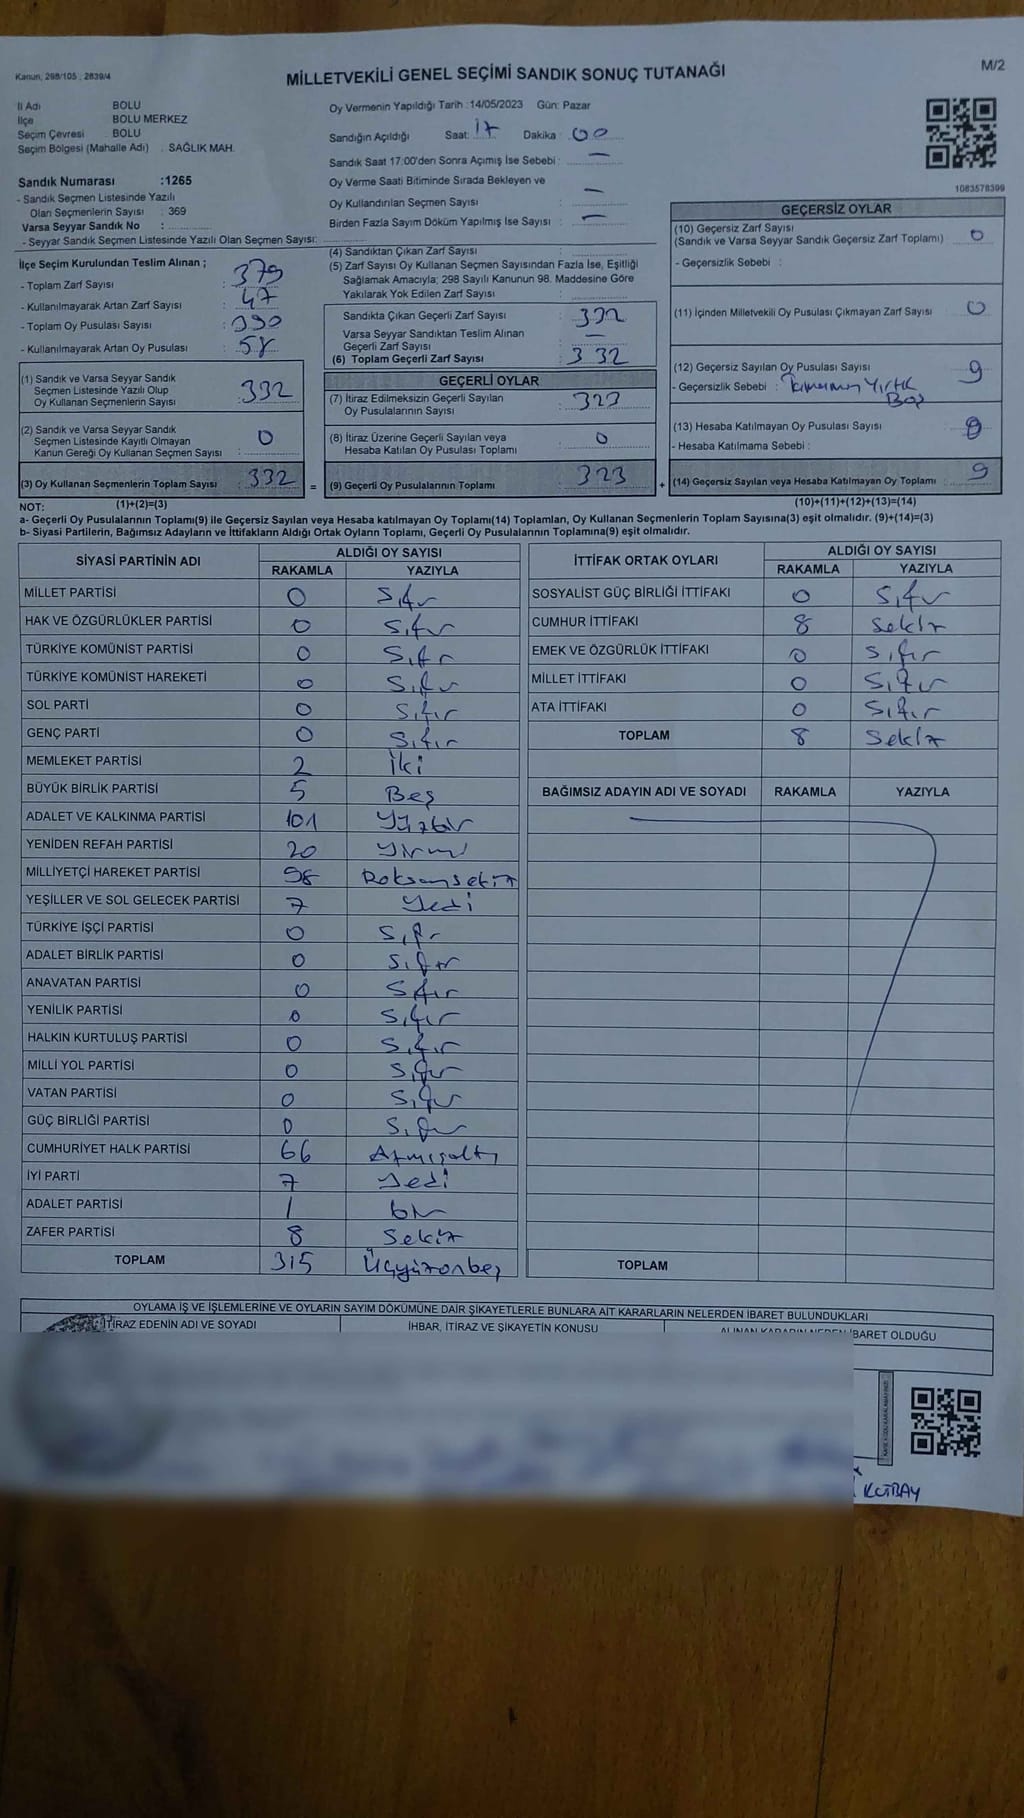 Kanun, 298/105 , 2839/4
MİLLETVEKİLİ GENEL SEÇİMİ SANDIK SONUÇ TUTANAĞI
M/2
İl Adı BOLU
İlçe BOLU MERKEZ
Seçim Çevresi BOLU
Seçim Bölgesi (Mahalle Adı) : SAĞLIK MAH.
Sandık Numarası :1265
- Sandık Seçmen Listesinde Yazılı
Olan Seçmenlerin Sayısı : 369
Varsa Seyyar Sandık No :
- Seyyar Sandık Seçmen Listesinde Yazılı Olan Seçmen Sayısı:
Oy Vermenin Yapıldığı Tarih :14/05/2023 Gün: Pazar
Sandığın Açıldığı Saat: 17 Dakika : 00
Sandık Saat 17:00'den Sonra Açımış İse Sebebi : —
Oy Verme Saati Bitiminde Sırada Bekleyen ve
Oy Kullandırılan Seçmen Sayısı : —
Birden Fazla Sayım Döküm Yapılmış İse Sayısı : —
1083578399
İlçe Seçim Kurulundan Teslim Alınan ;
- Toplam Zarf Sayısı : 379
- Kullanılmayarak Artan Zarf Sayısı : 47
- Toplam Oy Pusulası Sayısı : 390
- Kullanılmayarak Artan Oy Pusulası : 58
(1) Sandık ve Varsa Seyyar Sandık
Seçmen Listesinde Yazılı Olup
Oy Kullanan Seçmenlerin Sayısı : 332
(2) Sandık ve Varsa Seyyar Sandık
Seçmen Listesinde Kayıtlı Olmayan
Kanun Gereği Oy Kullanan Seçmen Sayısı : 0
(3) Oy Kullanan Seçmenlerin Toplam Sayısı : 332
(4) Sandıktan Çıkan Zarf Sayısı :
(5) Zarf Sayısı Oy Kullanan Seçmen Sayısından Fazla İse, Eşitliği
Sağlamak Amacıyla; 298 Sayılı Kanunun 98. Maddesine Göre
Yakılarak Yok Edilen Zarf Sayısı :
Sandıkta Çıkan Geçerli Zarf Sayısı : 332
Varsa Seyyar Sandıktan Teslim Alınan
Geçerli Zarf Sayısı : —
(6) Toplam Geçerli Zarf Sayısı : 332
GEÇERLİ OYLAR
(7) İtiraz Edilmeksizin Geçerli Sayılan
Oy Pusulalarının Sayısı : 323
(8) İtiraz Üzerine Geçerli Sayılan veya
Hesaba Katılan Oy Pusulası Toplamı : 0
= (9) Geçerli Oy Pusulalarının Toplamı : 323
GEÇERSİZ OYLAR
(10) Geçersiz Zarf Sayısı
(Sandık ve Varsa Seyyar Sandık Geçersiz Zarf Toplamı) : 0
- Geçersizlik Sebebi :
(11) İçinden Milletvekili Oy Pusulası Çıkmayan Zarf Sayısı : 0
(12) Geçersiz Sayılan Oy Pusulası Sayısı : 9
- Geçersizlik Sebebi : Yırtık
Boş
(13) Hesaba Katılmayan Oy Pusulası Sayısı :
- Hesaba Katılmama Sebebi :
+ (14) Geçersiz Sayılan veya Hesaba Katılmayan Oy Toplamı : 9
NOT: (1)+(2)=(3)
(10)+(11)+(12)+(13)=(14)
a- Geçerli Oy Pusulalarının Toplamı(9) ile Geçersiz Sayılan veya Hesaba katılmayan Oy Toplamı(14) Toplamları, Oy Kullanan Seçmenlerin Toplam Sayısına(3) eşit olmalıdır. (9)+(14)=(3)
b- Siyasi Partilerin, Bağımsız Adayların ve İttifakların Aldığı Ortak Oyların Toplamı, Geçerli Oy Pusulalarının Toplamına(9) eşit olmalıdır.
SİYASİ PARTİNİN ADI ALDIĞI OY SAYISI
RAKAMLA YAZIYLA
MİLLET PARTİSİ 0 Sıfır
HAK VE ÖZGÜRLÜKLER PARTİSİ 0 Sıfır
TÜRKİYE KOMÜNİST PARTİSİ 0 Sıfır
TÜRKİYE KOMÜNİST HAREKETİ 0 Sıfır
SOL PARTİ 0 Sıfır
GENÇ PARTİ 0 Sıfır
MEMLEKET PARTİSİ 2 İki
BÜYÜK BİRLİK PARTİSİ 5 Beş
ADALET VE KALKINMA PARTİSİ 101 Yüzbir
YENİDEN REFAH PARTİSİ 20 Yirmi
MİLLİYETÇİ HAREKET PARTİSİ 98 Doksansekiz
YEŞİLLER VE SOL GELECEK PARTİSİ 7 Yedi
TÜRKİYE İŞÇİ PARTİSİ 0 Sıfır
ADALET BİRLİK PARTİSİ 0 Sıfır
ANAVATAN PARTİSİ 0 Sıfır
YENİLİK PARTİSİ 0 Sıfır
HALKIN KURTULUŞ PARTİSİ 0 Sıfır
MİLLİ YOL PARTİSİ 0 Sıfır
VATAN PARTİSİ 0 Sıfır
GÜÇ BİRLİĞİ PARTİSİ 0 Sıfır
CUMHURİYET HALK PARTİSİ 66 Atmışaltı
İYİ PARTİ 7 Yedi
ADALET PARTİSİ 1 bir
ZAFER PARTİSİ 8 Sekiz
TOPLAM 315 Üçyüzonbeş
İTTİFAK ORTAK OYLARI ALDIĞI OY SAYISI
RAKAMLA YAZIYLA
SOSYALİST GÜÇ BİRLİĞİ İTTİFAKI 0 Sıfır
CUMHUR İTTİFAKI 8 Sekiz
EMEK VE ÖZGÜRLÜK İTTİFAKI 0 Sıfır
MİLLET İTTİFAKI 0 Sıfır
ATA İTTİFAKI 0 Sıfır
TOPLAM 8 Sekiz
BAĞIMSIZ ADAYIN ADI VE SOYADI RAKAMLA YAZIYLA
TOPLAM
OYLAMA İŞ VE İŞLEMLERİNE VE OYLARIN SAYIM DÖKÜMÜNE DAİR ŞİKAYETLERLE BUNLARA AİT KARARLARIN NELERDEN İBARET BULUNDUKLARI
İTİRAZ EDENİN ADI VE SOYADI İHBAR, İTİRAZ VE ŞİKAYETİN KONUSU ALINAN KARARIN NEDEN İBARET OLDUĞU